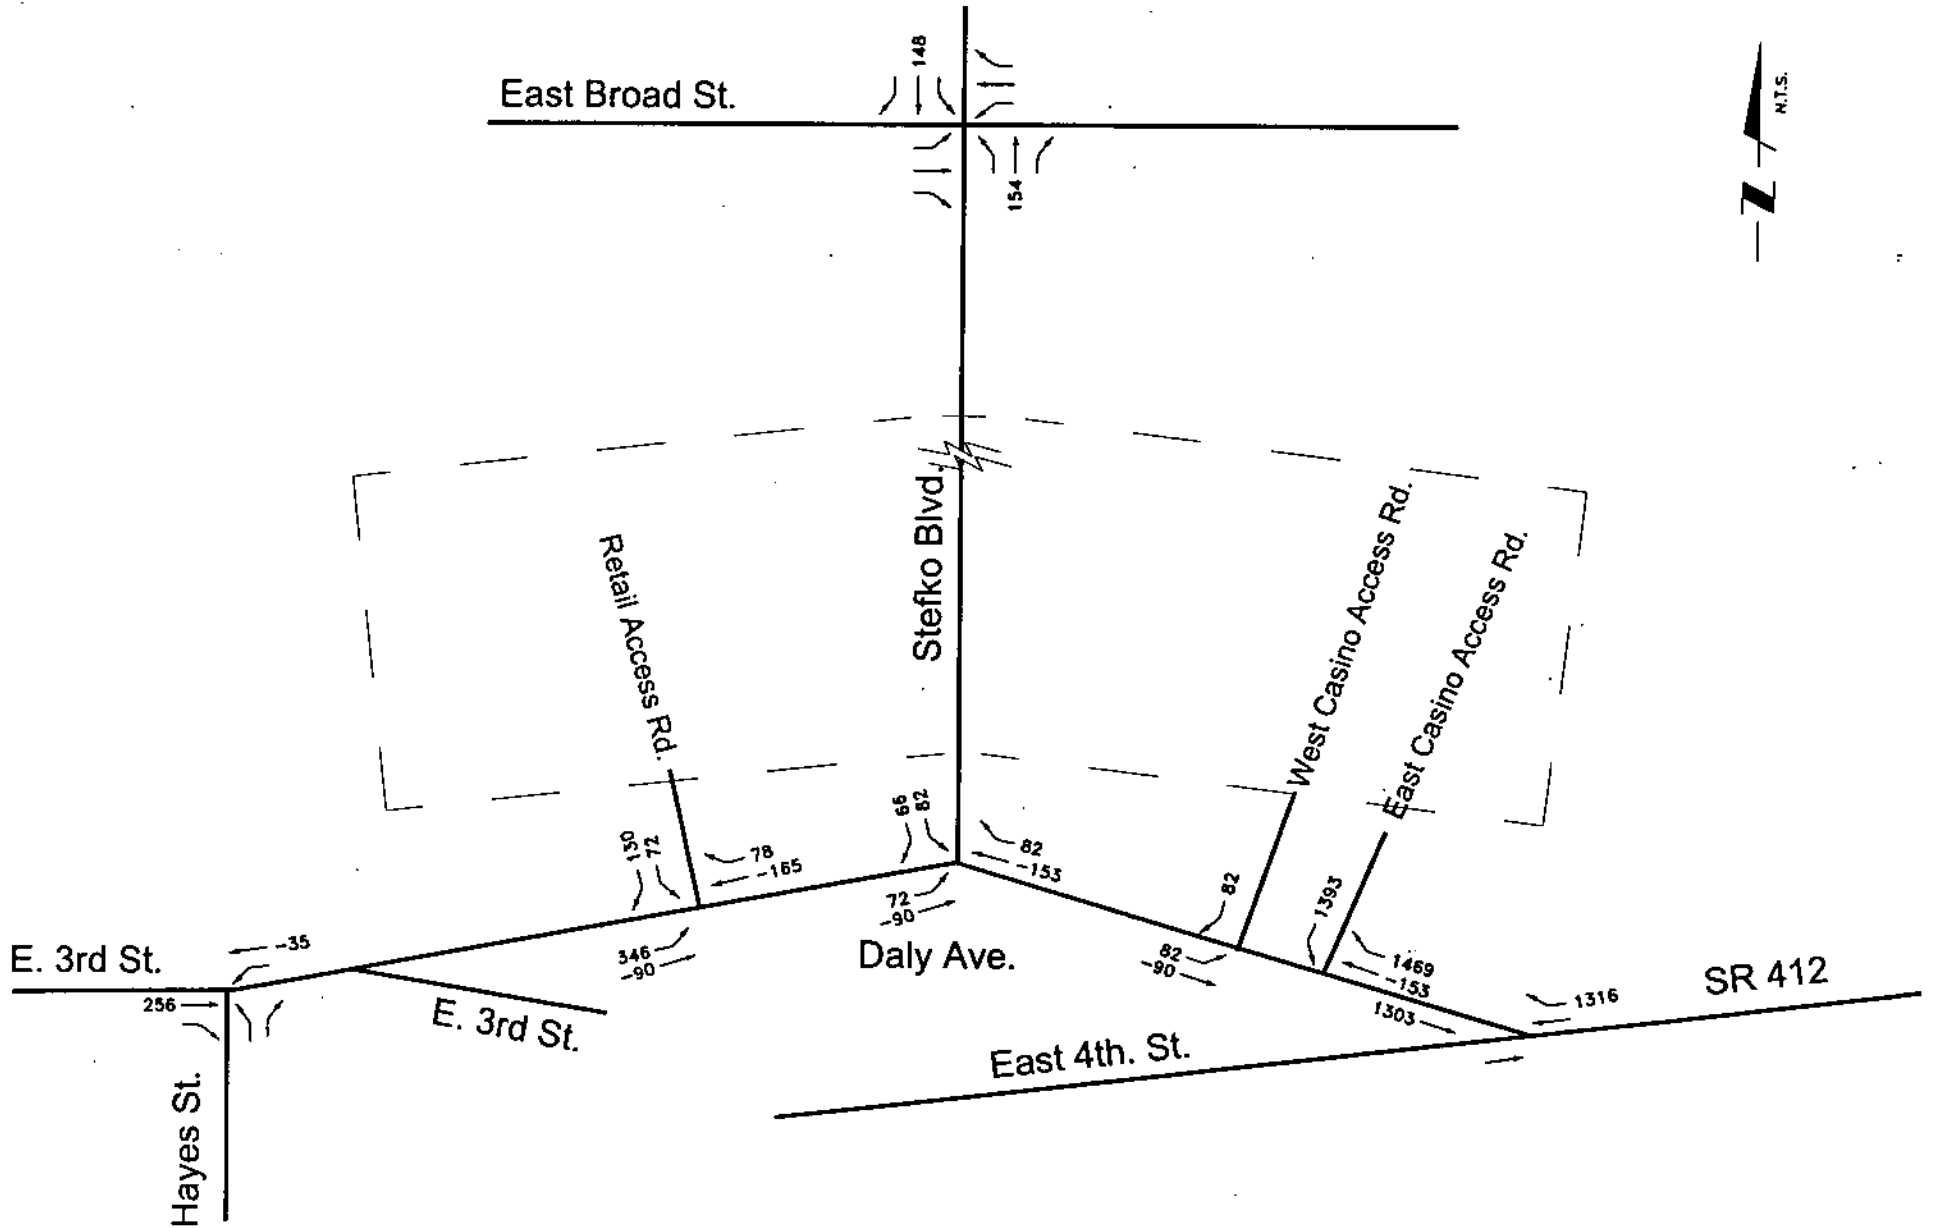 148
East Broad St.
N.T.S.
154
N
Stefko Blvd.
West Casino Access Rd.
East Casino Access Rd.
Retail Access Rd.
66
82
130
72
78
-165
82
-153
72
-90
82
1393
346
-90
Daly Ave.
82
-90
1469
-153
-35
E. 3rd St.
256
E. 3rd St.
1303
1316
SR 412
East 4th. St.
Hayes St.